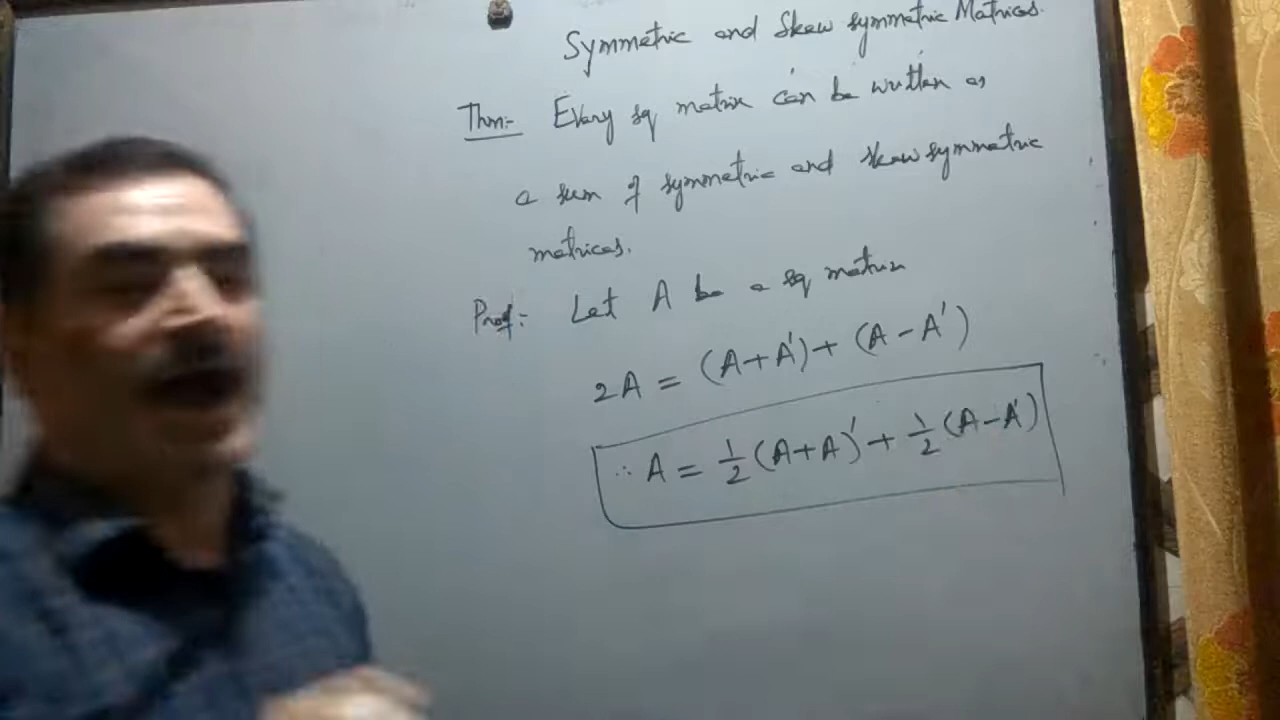 Symmetric and Skew symmetric Matrices.
Thm:- Every sq matrix can be written as
a sum of symmetric and skew symmetric
matrices.
Proof:- Let A be a sq matrix
2A = (A+A')+ (A-A')
∴ A = 1/2 (A+A)' + 1/2 (A-A')